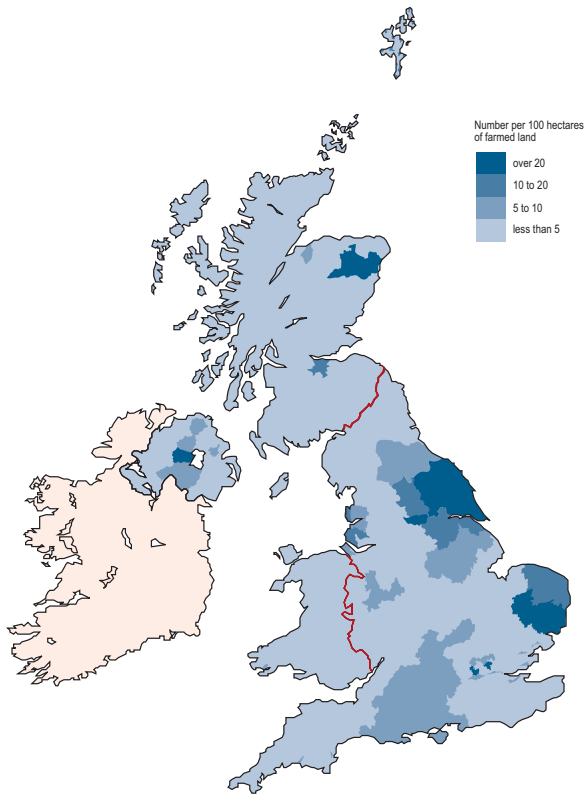 Number per 100 hectares
of farmed land
over 20
10 to 20
5 to 10
less than 5